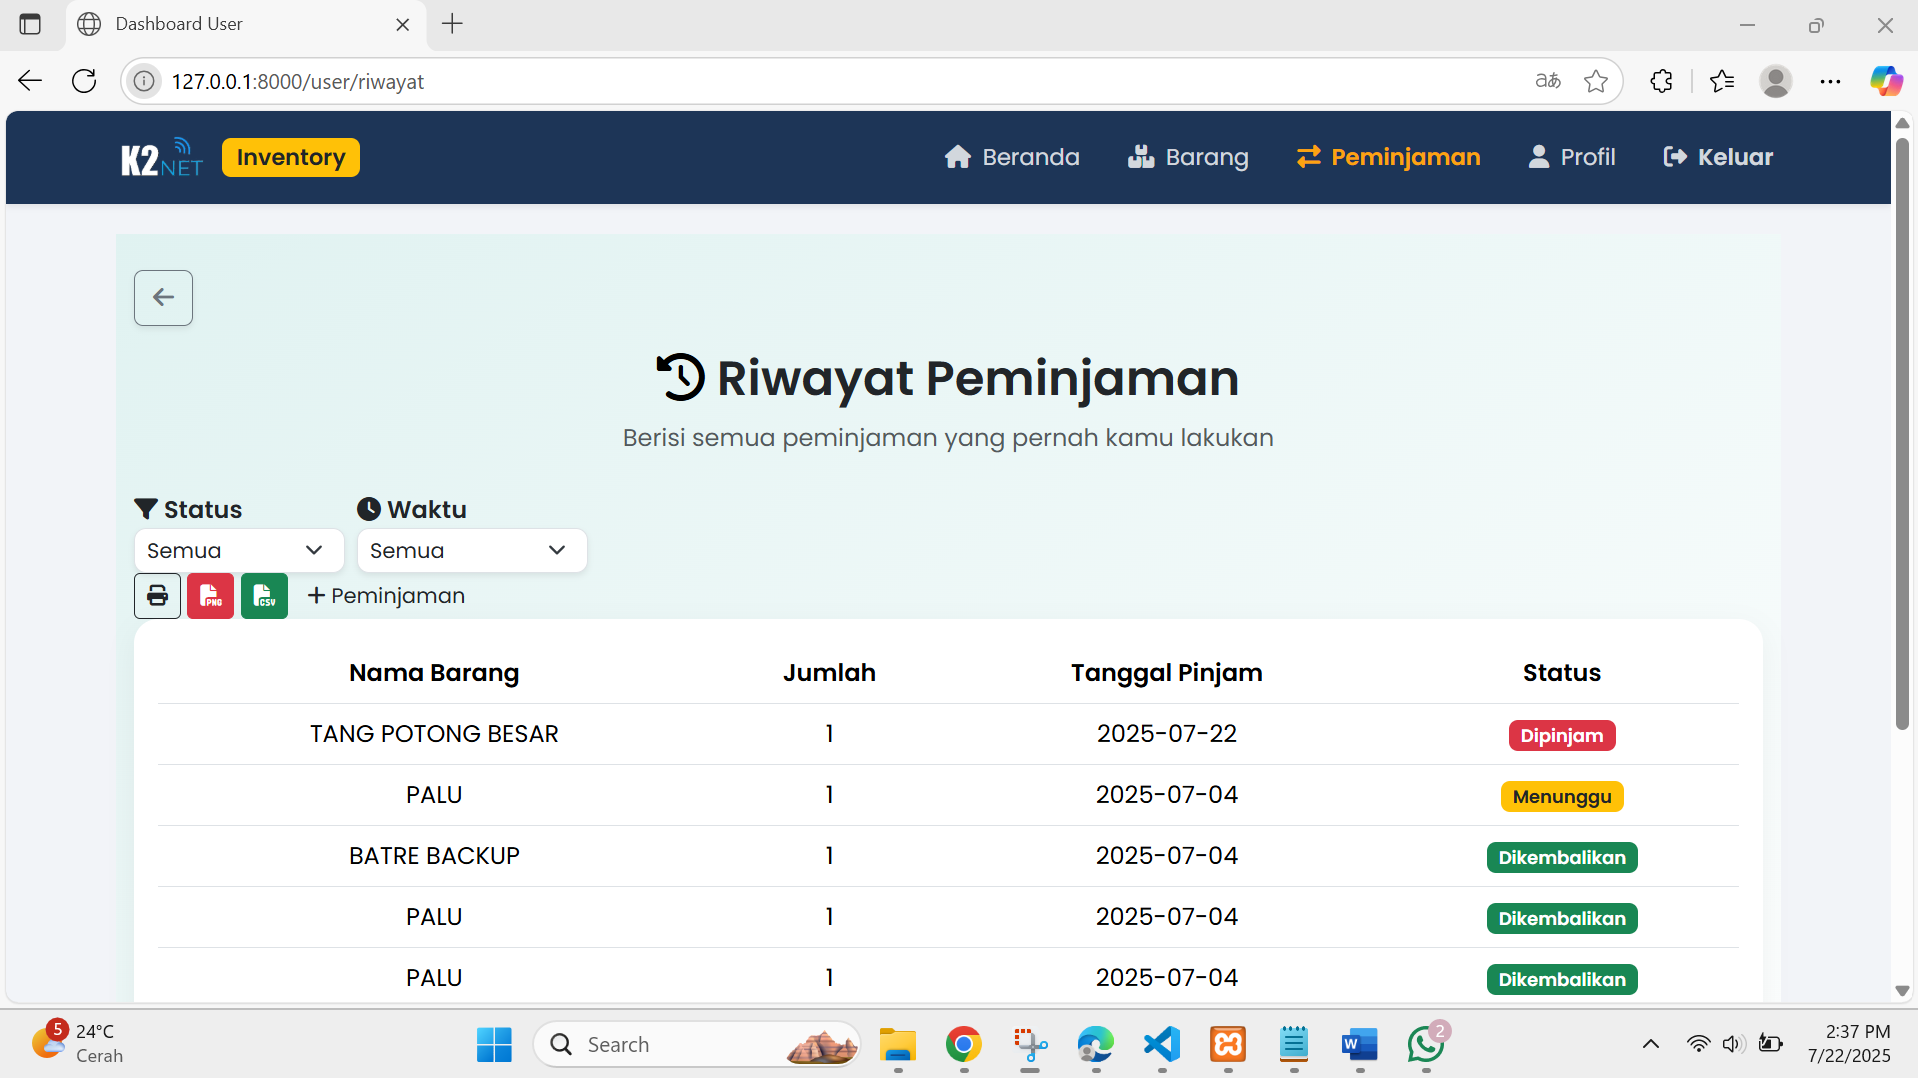 Dashboard User
127.0.0.1:8000/user/riwayat
K2NET Inventory Beranda Barang Peminjaman Profil Keluar
Riwayat Peminjaman
Berisi semua peminjaman yang pernah kamu lakukan
Status Waktu
Semua Semua
PNG CSV + Peminjaman
Nama Barang Jumlah Tanggal Pinjam Status
TANG POTONG BESAR 1 2025-07-22 Dipinjam
PALU 1 2025-07-04 Menunggu
BATRE BACKUP 1 2025-07-04 Dikembalikan
PALU 1 2025-07-04 Dikembalikan
PALU 1 2025-07-04 Dikembalikan
5 24°C
Cerah
Search
W
2
2:37 PM
7/22/2025